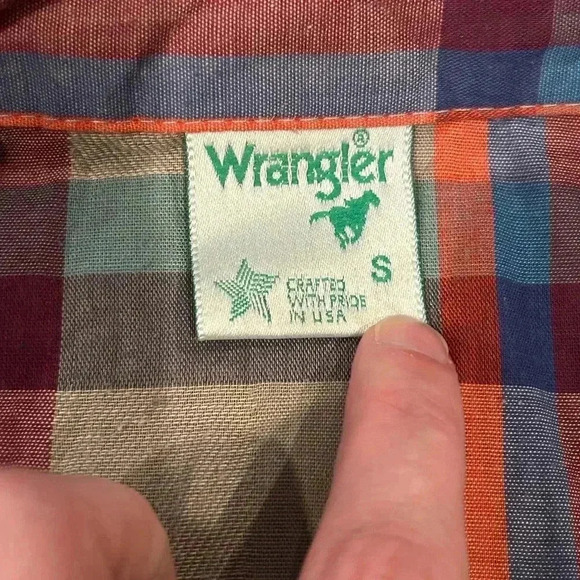 Wrangler®
S
CRAFTED
WITH PRIDE
IN USA